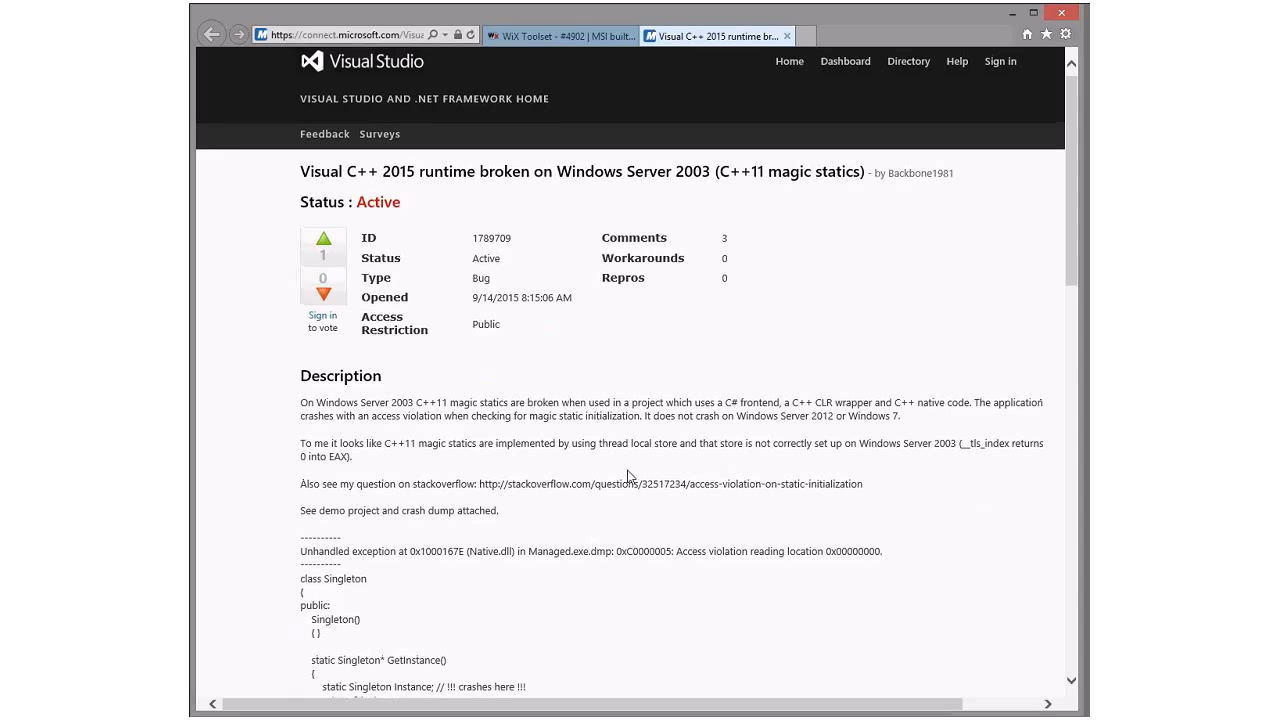 https://connect.microsoft.com/Visua
WiX Toolset - #4902 | MSI built...
Visual C++ 2015 runtime br...
Visual Studio
Home Dashboard Directory Help Sign in
VISUAL STUDIO AND .NET FRAMEWORK HOME
Feedback Surveys
Visual C++ 2015 runtime broken on Windows Server 2003 (C++11 magic statics) - by Backbone1981
Status : Active
1
0
Sign in
to vote
ID 1789709
Status Active
Type Bug
Opened 9/14/2015 8:15:06 AM
Access
Restriction Public
Comments 3
Workarounds 0
Repros 0
Description
On Windows Server 2003 C++11 magic statics are broken when used in a project which uses a C# frontend, a C++ CLR wrapper and C++ native code. The application
crashes with an access violation when checking for magic static initialization. It does not crash on Windows Server 2012 or Windows 7.
To me it looks like C++11 magic statics are implemented by using thread local store and that store is not correctly set up on Windows Server 2003 (__tls_index returns
0 into EAX).
Also see my question on stackoverflow: http://stackoverflow.com/questions/32517234/access-violation-on-static-initialization
See demo project and crash dump attached.
----------
Unhandled exception at 0x1000167E (Native.dll) in Managed.exe.dmp: 0xC0000005: Access violation reading location 0x00000000.
----------
class Singleton
{
public:
Singleton()
{ }
static Singleton* GetInstance()
{
static Singleton Instance; // !!! crashes here !!!